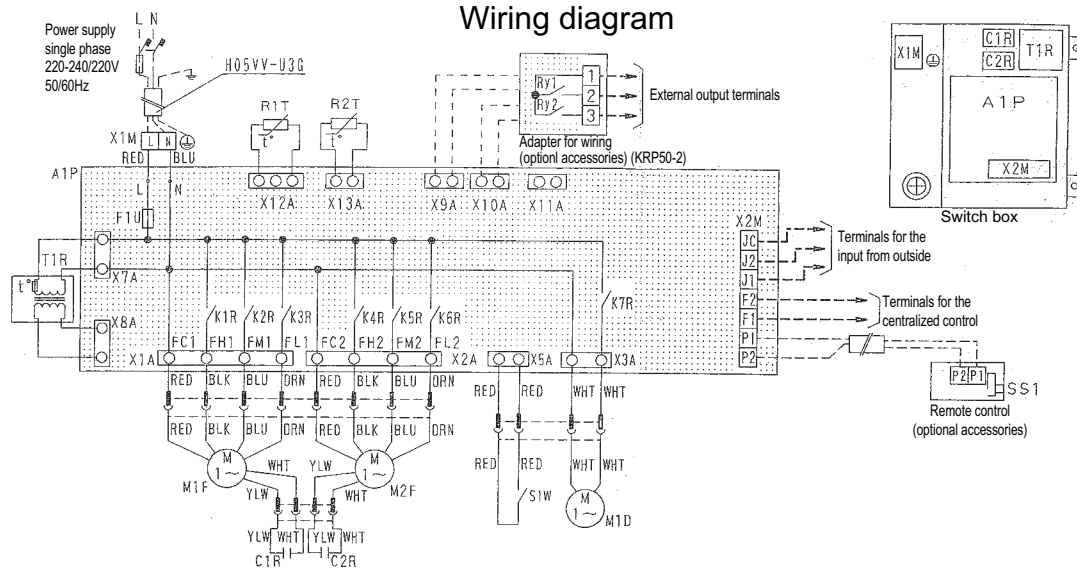 Wiring diagram
Power supply
single phase
220-240/220V
50/60Hz
L N
H05VV-U3G
X1M L N
RED BLU
A1P
L N
F1U
R1T R2T
t° t°
X12A X13A X9A X10A X11A
Ry1
Ry2
1
2
3
External output terminals
Adapter for wiring
(optionl accessories) (KRP50-2)
X1M
C1R
C2R
T1R
A1P
X2M
Switch box
X2M
JC
J2
J1
F2
F1
P1
P2
Terminals for the
input from outside
Terminals for the
centralized control
P2 P1
SS1
Remote control
(optional accessories)
T1R
t°
X7A
X8A
K1R K2R K3R K4R K5R K6R K7R
X1A FC1 FH1 FM1 FL1 FC2 FH2 FM2 FL2 X2A X5A X3A
RED BLK BLU ORN RED BLK BLU ORN RED RED WHT WHT
RED BLK BLU ORN RED BLK BLU ORN RED RED WHT WHT
M
1~
M1F
M
1~
M2F
WHT YLW
YLW WHT
S1W
M
1~
M1D
YLW WHT YLW WHT
C1R C2R